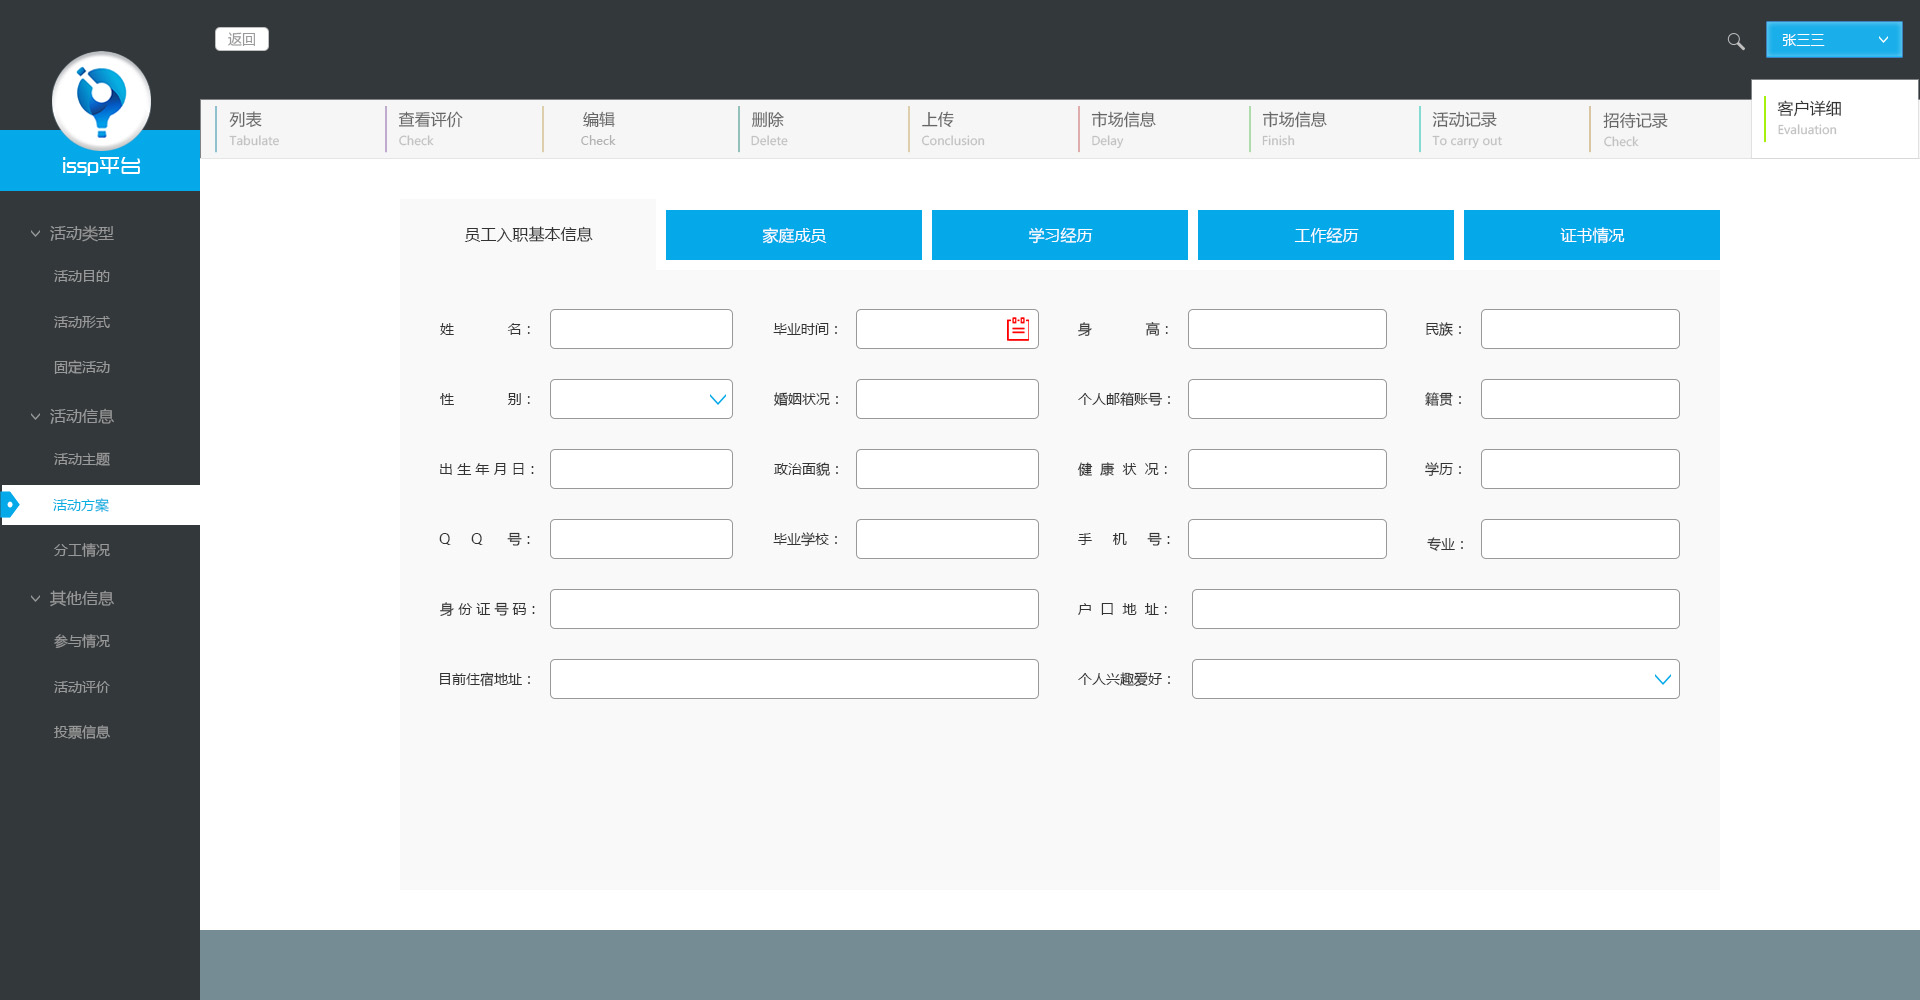 返回
张三三
issp平台
列表
Tabulate
查看评价
Check
编辑
Check
删除
Delete
上传
Conclusion
市场信息
Delay
市场信息
Finish
活动记录
To carry out
招待记录
Check
客户详细
Evaluation
活动类型
活动目的
活动形式
固定活动
活动信息
活动主题
活动方案
分工情况
其他信息
参与情况
活动评价
投票信息
员工入职基本信息
家庭成员
学习经历
工作经历
证书情况
姓 名：
毕业时间：
身 高：
民族：
性 别：
婚姻状况：
个人邮箱账号：
籍贯：
出生年月日：
政治面貌：
健康状况：
学历：
Q Q 号：
毕业学校：
手 机 号：
专业：
身份证号码：
户口地址：
目前住宿地址：
个人兴趣爱好：